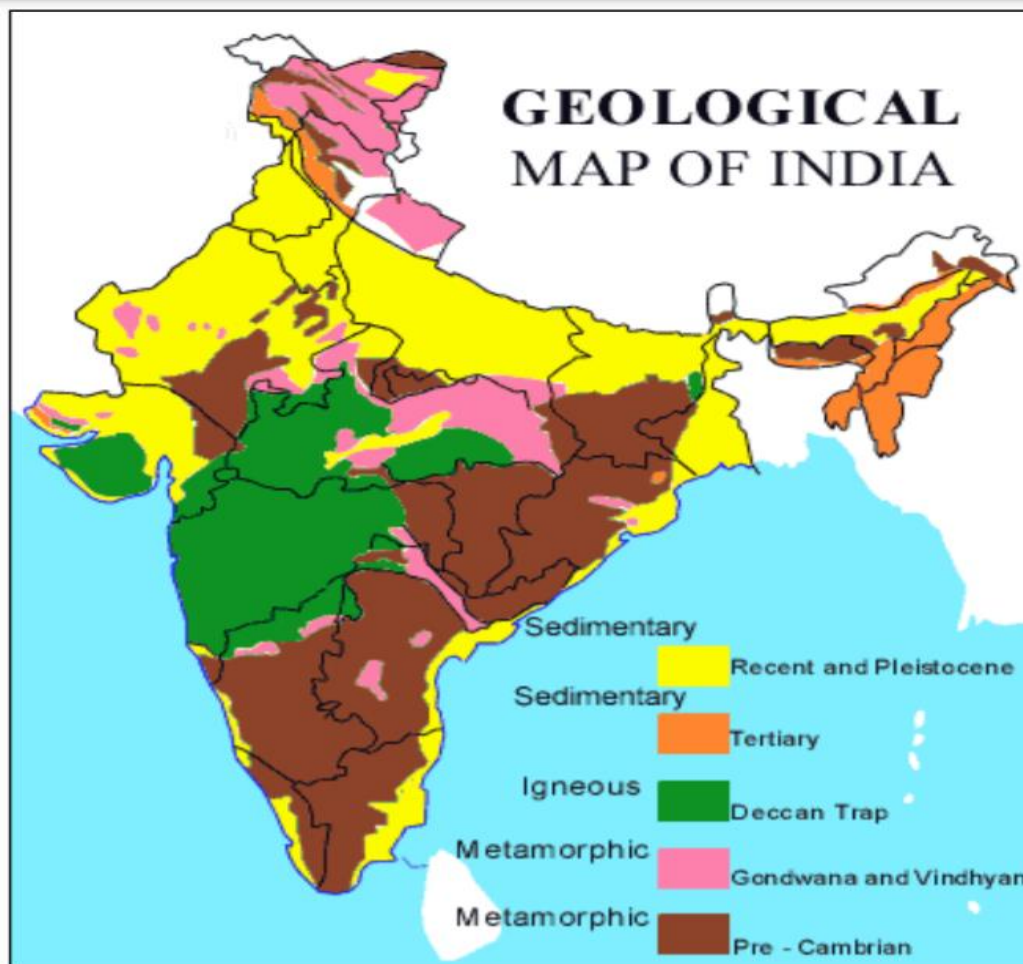 GEOLOGICAL
MAP OF INDIA
Sedimentary
Recent and Pleistocene
Sedimentary
Tertiary
Igneous
Deccan Trap
Metamorphic
Gondwana and Vindhyan
Metamorphic
Pre - Cambrian